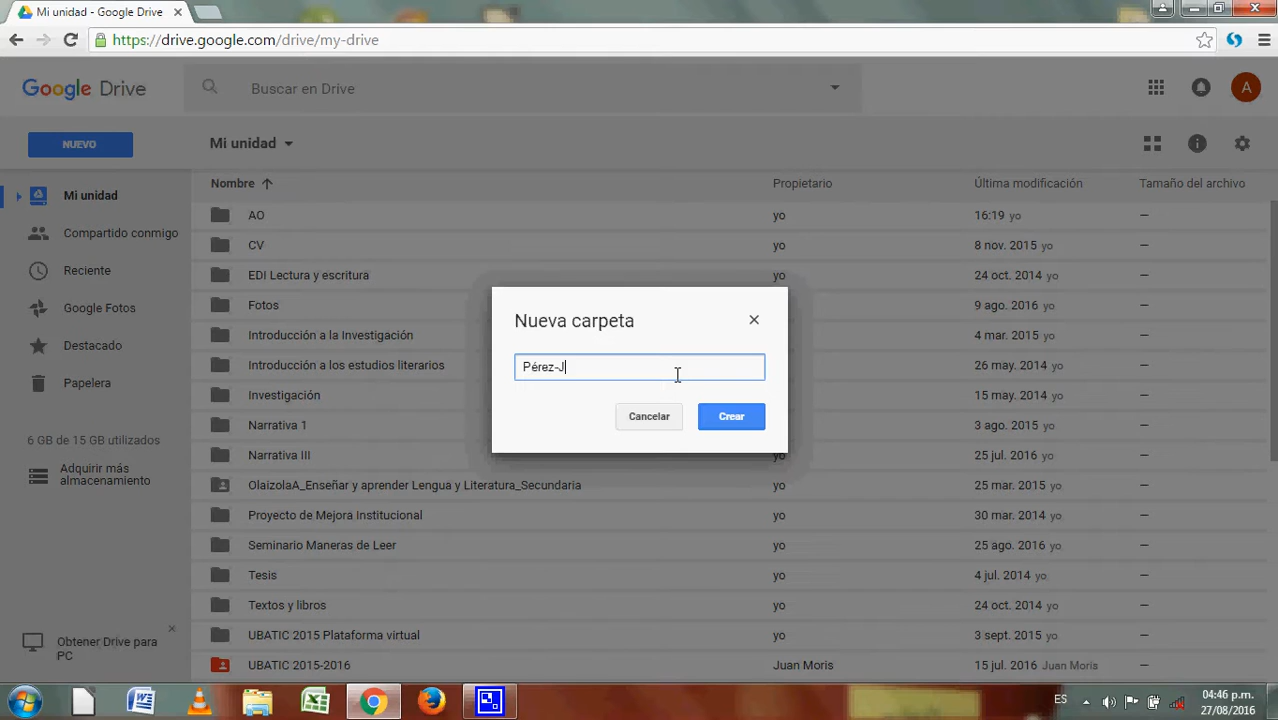 Mi unidad - Google Drive
https://drive.google.com/drive/my-drive
Google Drive
Buscar en Drive
A
NUEVO
Mi unidad
Nombre Propietario Última modificación Tamaño del archivo
Mi unidad
Compartido conmigo
Reciente
Google Fotos
Destacado
Papelera
6 GB de 15 GB utilizados
Adquirir más
almacenamiento
Obtener Drive para
PC
AO yo 16:19 yo —
CV yo 8 nov. 2015 yo —
EDI Lectura y escritura yo 24 oct. 2014 yo —
Fotos 9 ago. 2016 yo —
Introducción a la Investigación 4 mar. 2015 yo —
Introducción a los estudios literarios 26 may. 2014 yo —
Investigación 15 may. 2014 yo —
Narrativa 1 3 ago. 2015 yo —
Narrativa III yo 25 jul. 2016 yo —
OlaizolaA_Enseñar y aprender Lengua y Literatura_Secundaria yo 25 mar. 2015 yo —
Proyecto de Mejora Institucional yo 30 mar. 2014 yo —
Seminario Maneras de Leer yo 25 ago. 2016 yo —
Tesis yo 4 jul. 2014 yo —
Textos y libros yo 24 oct. 2014 yo —
UBATIC 2015 Plataforma virtual yo 3 sept. 2015 yo —
UBATIC 2015-2016 Juan Moris 15 jul. 2016 Juan Moris —
Nueva carpeta
Pérez-J
Cancelar Crear
ES
04:46 p.m.
27/08/2016